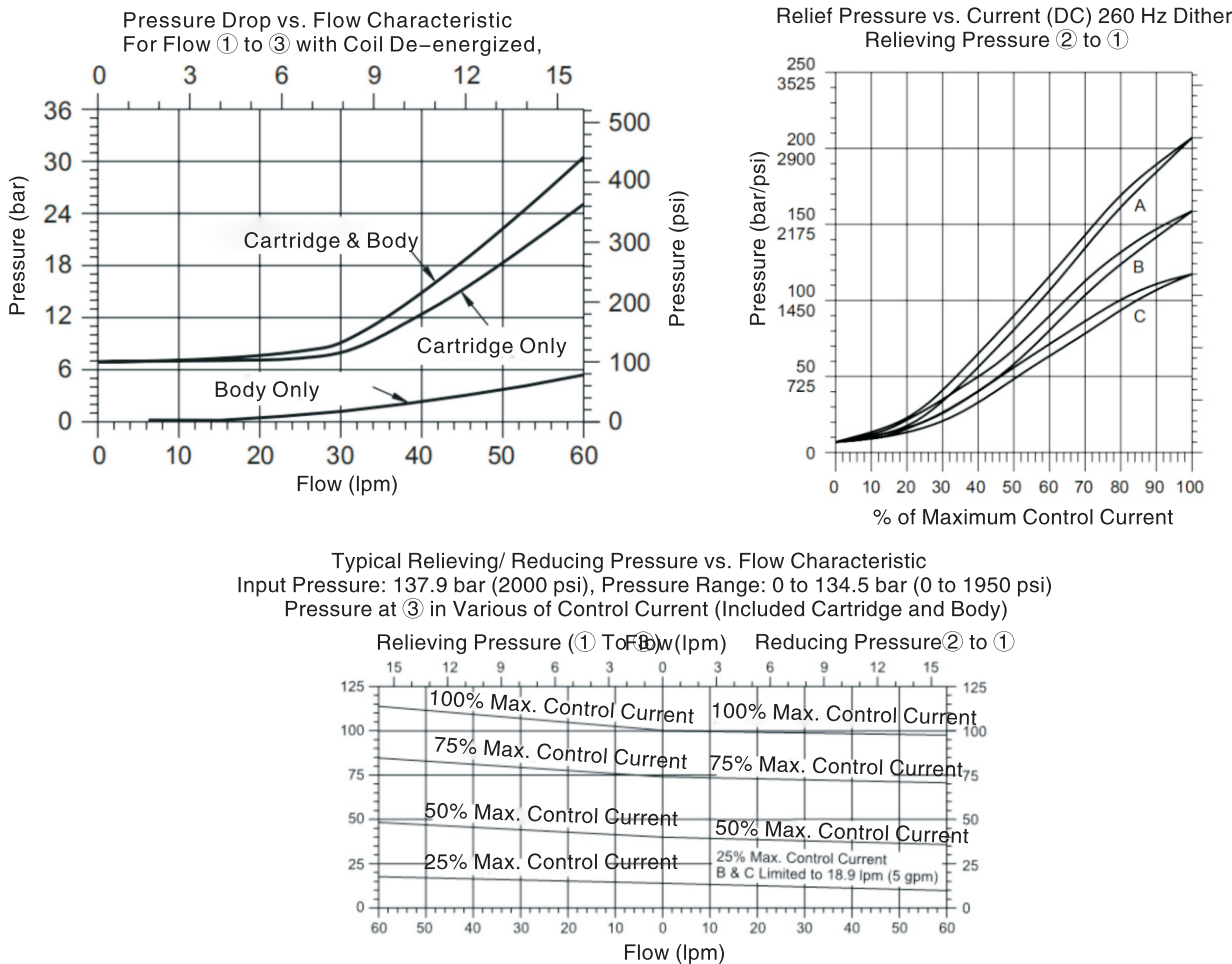 Pressure Drop vs. Flow Characteristic
For Flow ① to ③ with Coil De−energized,
0 3 6 9 12 15
36
30
24
18
12
6
0
500
400
300
200
100
0
Pressure (bar)
Pressure (psi)
Cartridge & Body
Cartridge Only
Body Only
0 10 20 30 40 50 60
Flow (lpm)
Relief Pressure vs. Current (DC) 260 Hz Dither
Relieving Pressure ② to ①
250
3525
200
2900
150
2175
100
1450
50
725
0
Pressure (bar/psi)
A
B
C
0 10 20 30 40 50 60 70 80 90 100
% of Maximum Control Current
Typical Relieving/ Reducing Pressure vs. Flow Characteristic
Input Pressure: 137.9 bar (2000 psi), Pressure Range: 0 to 134.5 bar (0 to 1950 psi)
Pressure at ③ in Various of Control Current (Included Cartridge and Body)
Relieving Pressure (① To ③) Flow (lpm) Reducing Pressure② to ①
15 12 9 6 3 0 3 6 9 12 15
125 125
100% Max. Control Current 100% Max. Control Current
100 100
75% Max. Control Current 75% Max. Control Current
75 75
50% Max. Control Current 50% Max. Control Current
50 50
25% Max. Control Current 25% Max. Control Current
B & C Limited to 18.9 lpm (5 gpm)
25 25
0 0
60 50 40 30 20 10 0 10 20 30 40 50 60
Flow (lpm)